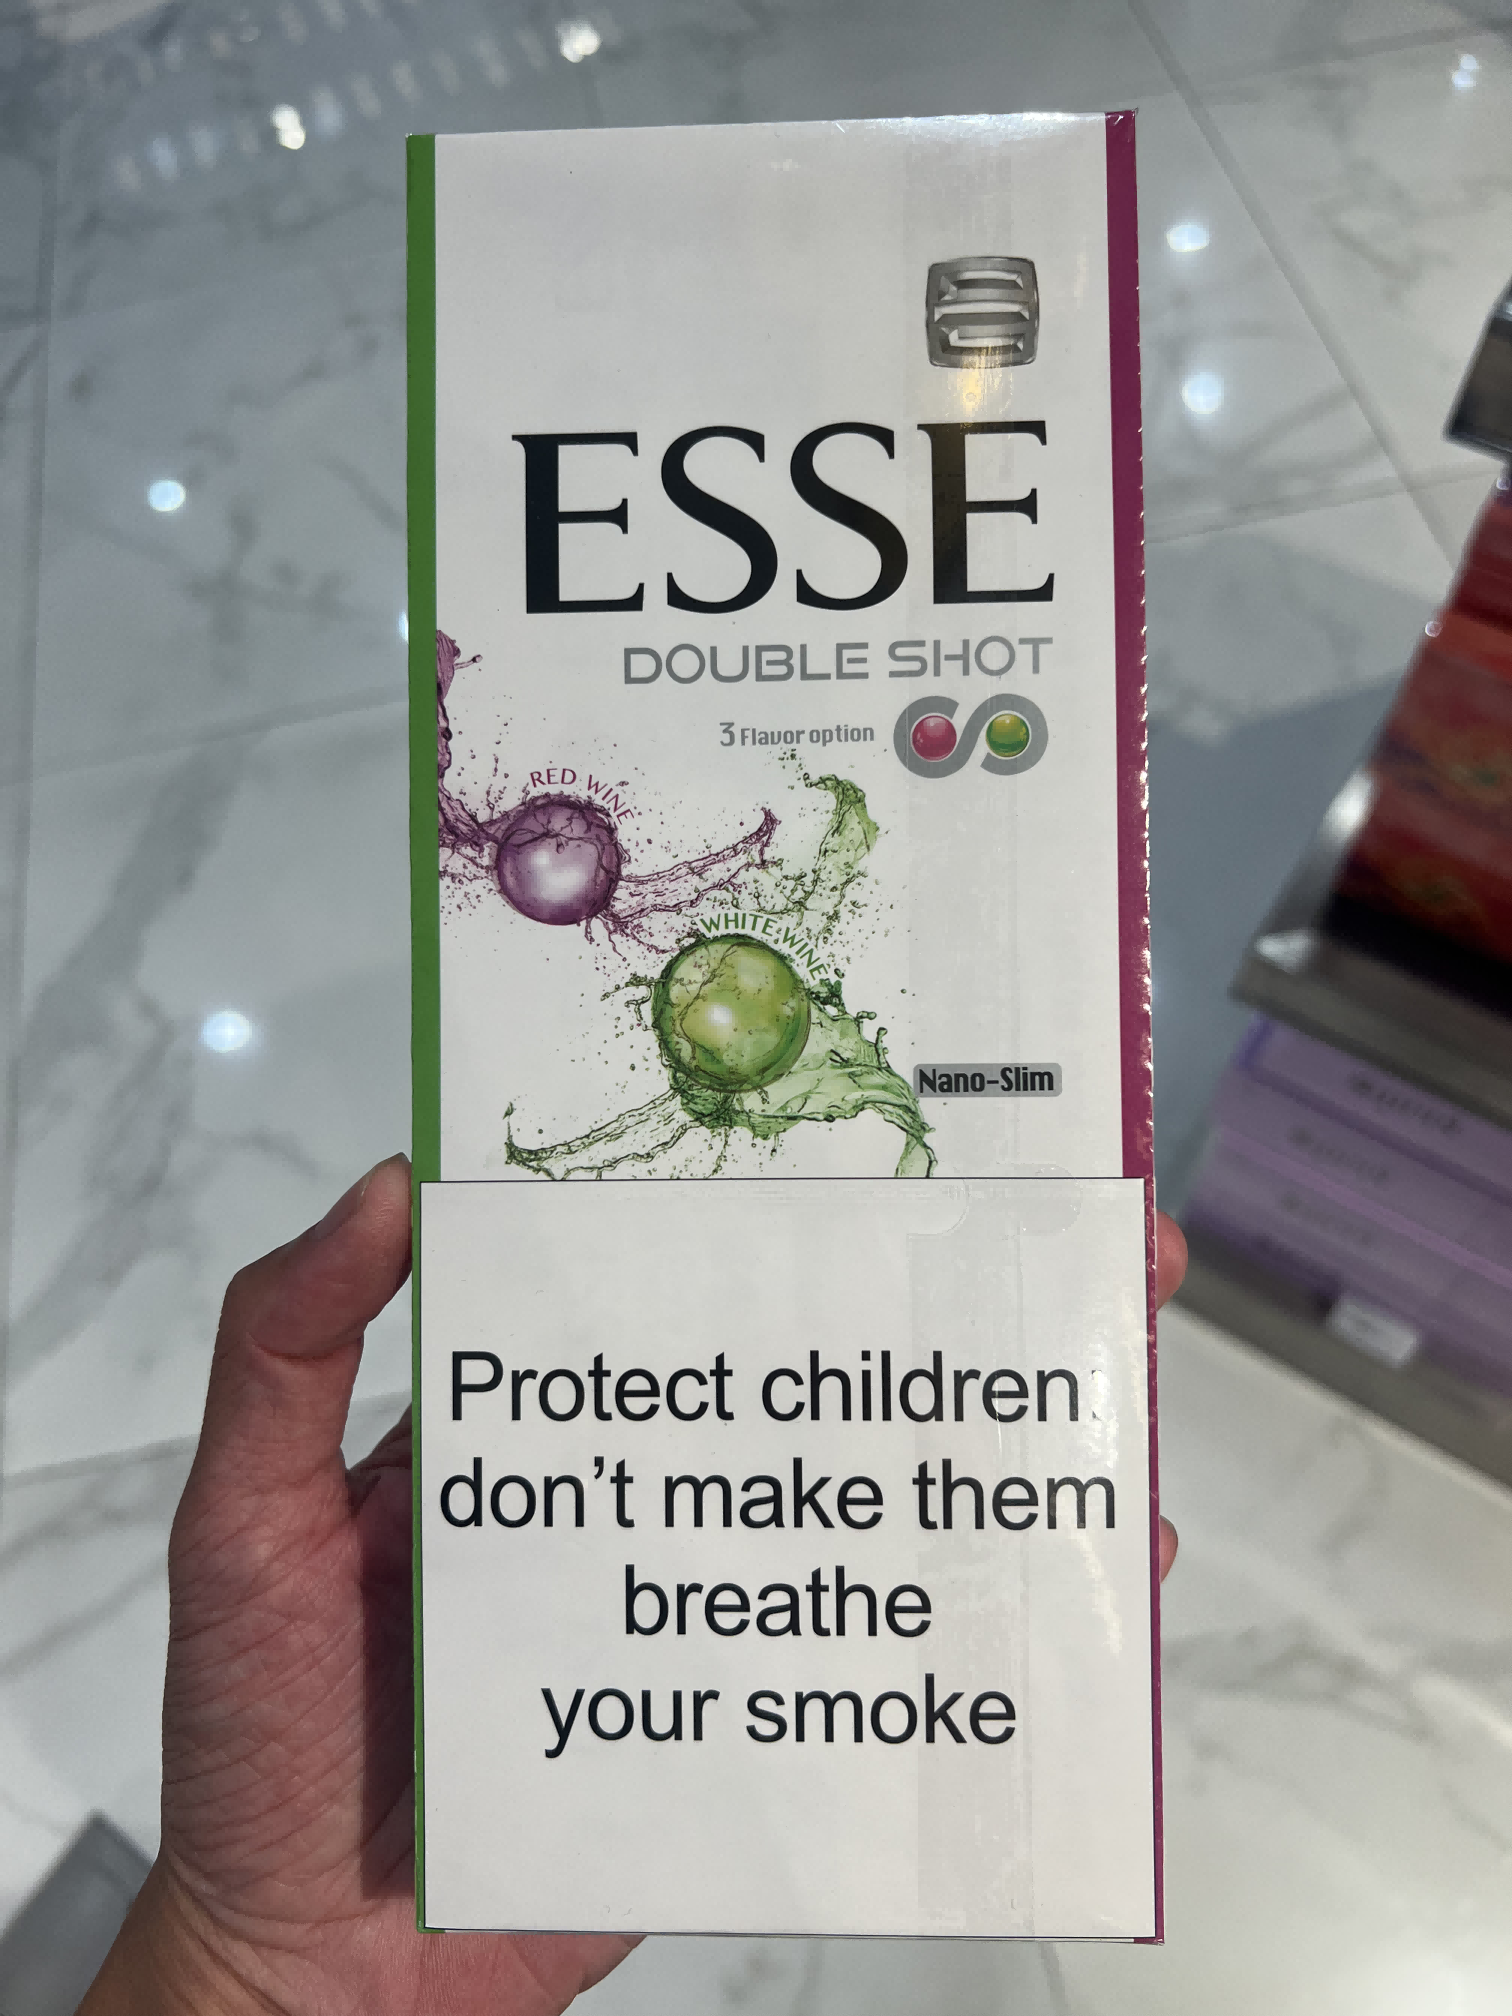 ESSE
DOUBLE SHOT
3 Flavor option
RED WINE
WHITE WINE
Nano-Slim
Protect children:
don't make them
breathe
your smoke